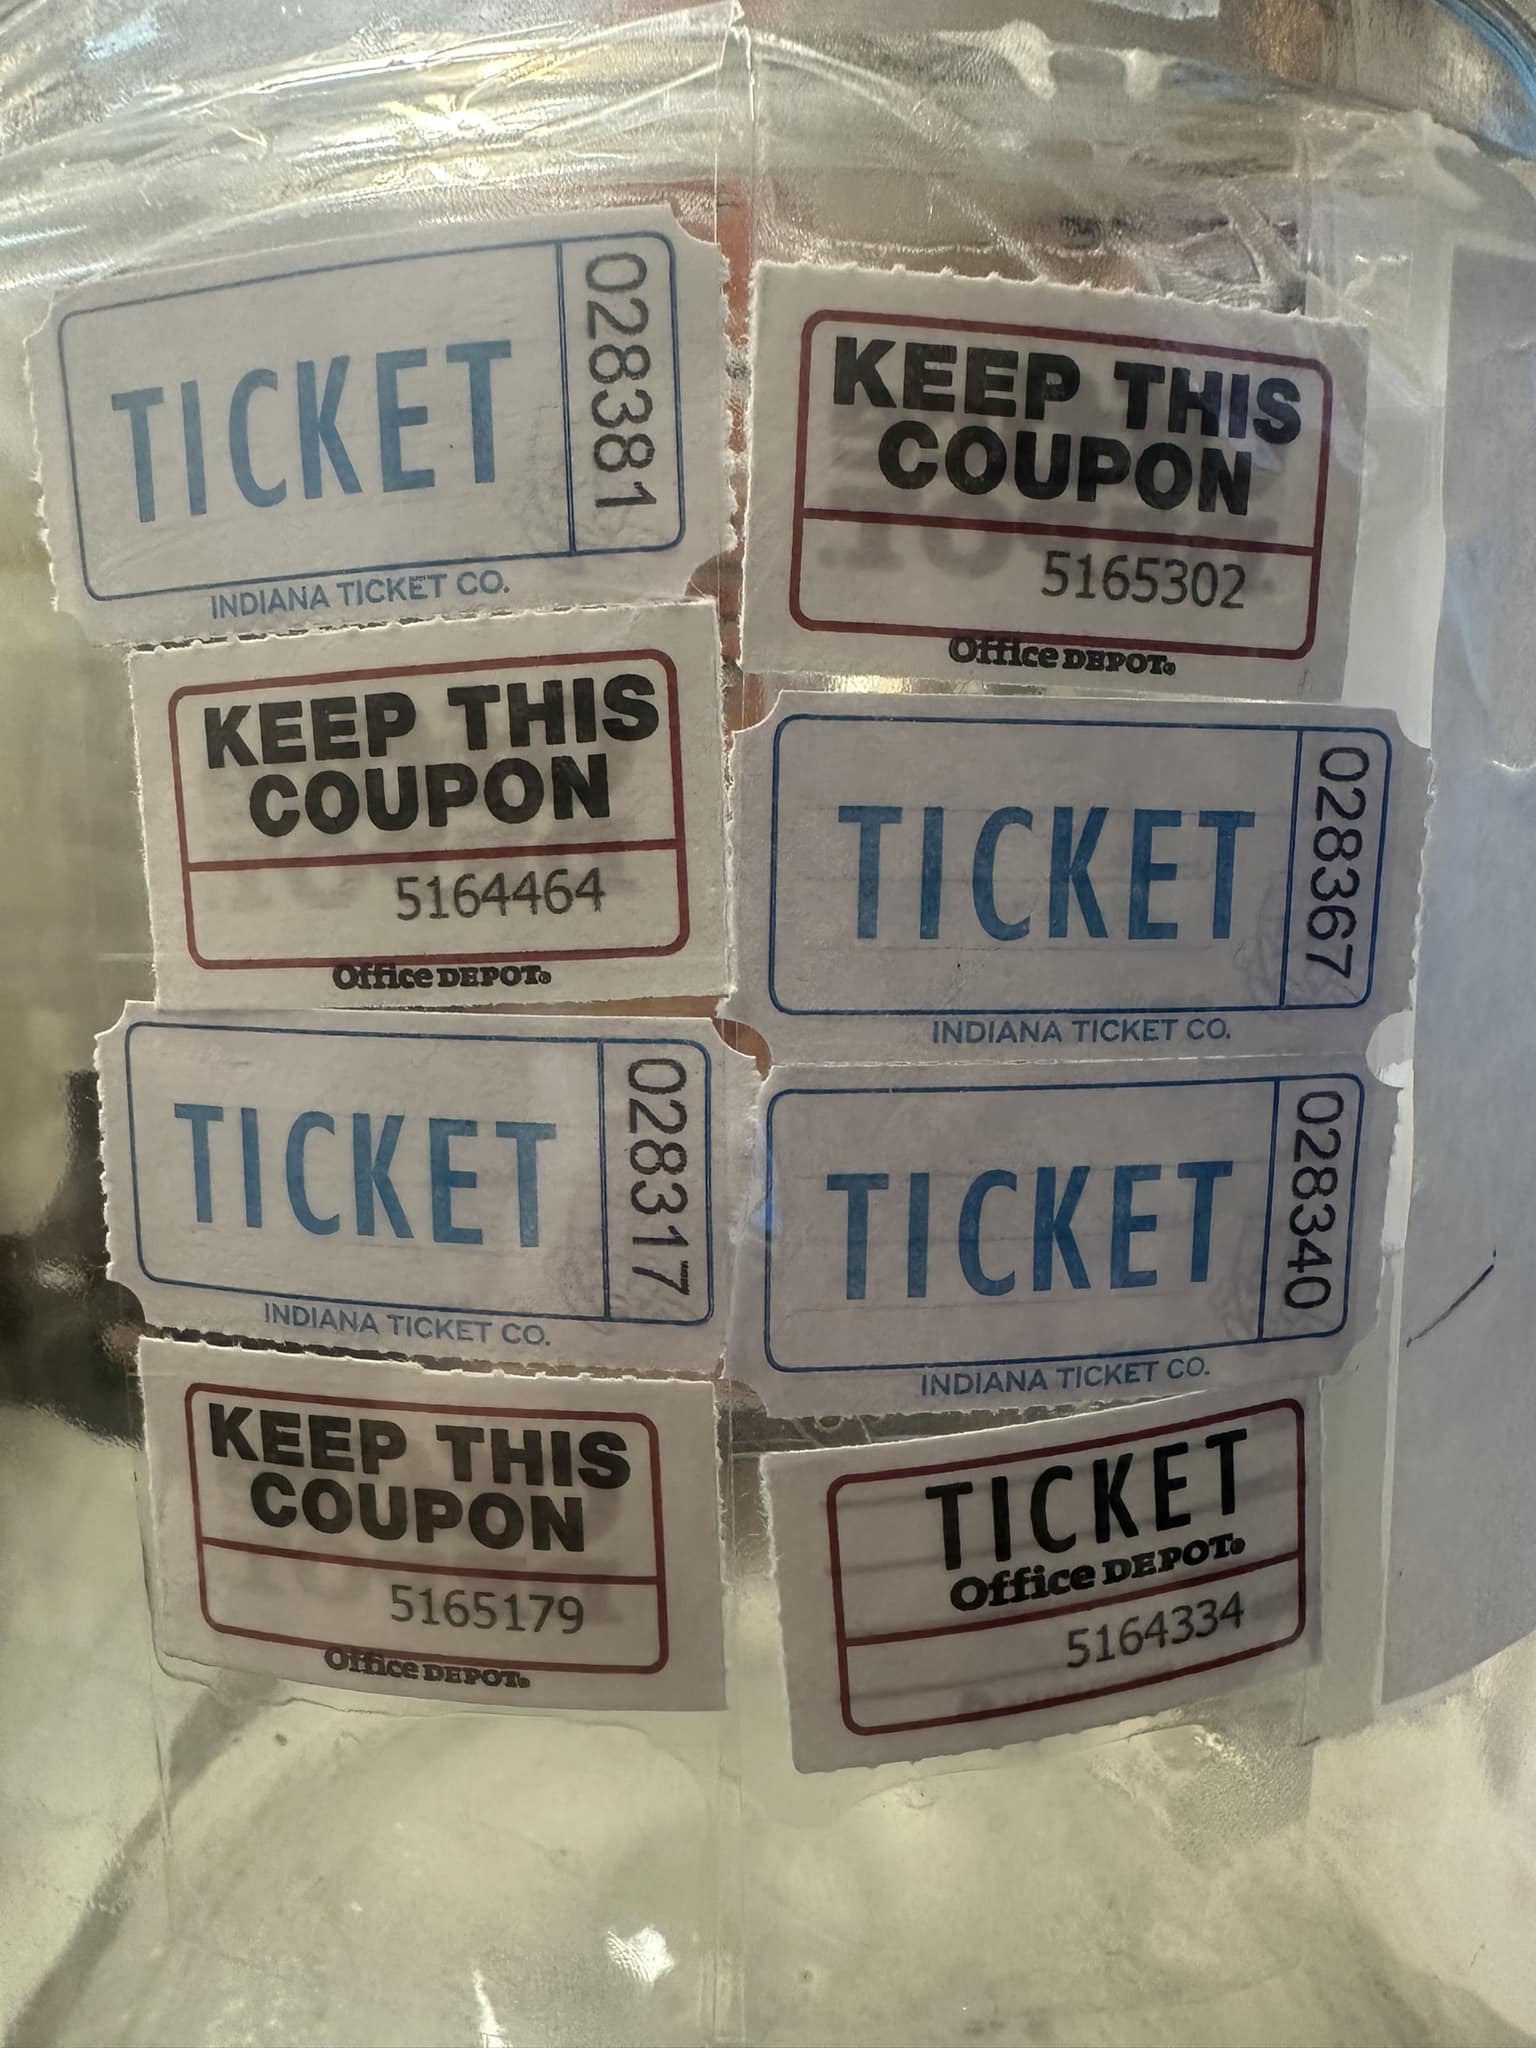 TICKET
028381
INDIANA TICKET CO.
KEEP THIS
COUPON
5164464
Office DEPOT®
TICKET
028317
INDIANA TICKET CO.
KEEP THIS
COUPON
5165179
Office DEPOT®
KEEP THIS
COUPON
5165302
Office DEPOT®
TICKET
028367
INDIANA TICKET CO.
TICKET
028340
INDIANA TICKET CO.
TICKET
Office DEPOT®
5164334